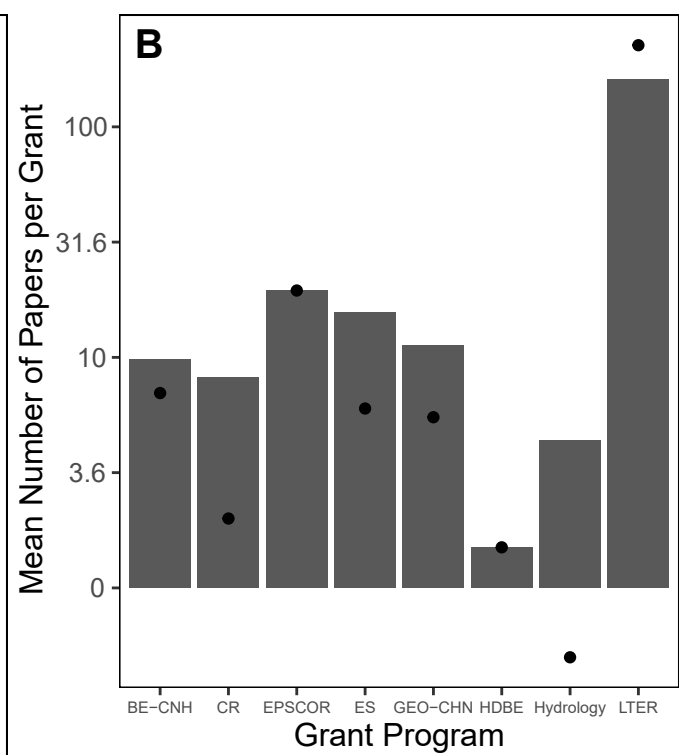 B
Mean Number of Papers per Grant
100
31.6
10
3.6
0
BE−CNH CR EPSCOR ES GEO−CHN HDBE Hydrology LTER
Grant Program